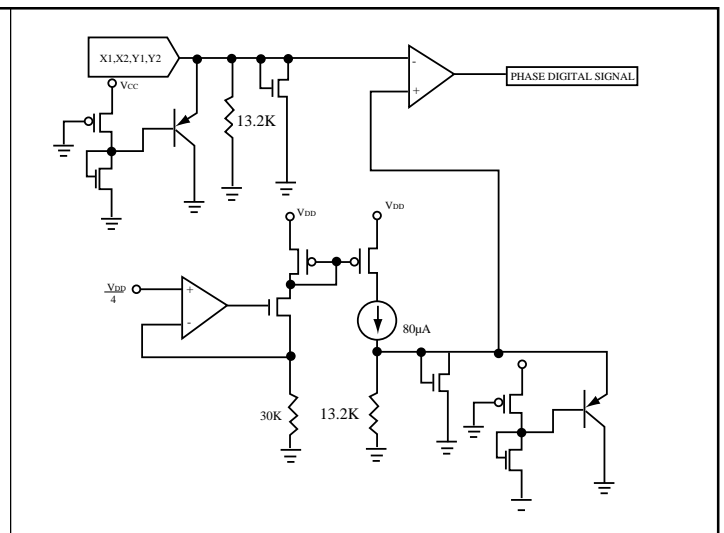 X1,X2,Y1,Y2
-
+
PHASE DIGITAL SIGNAL
VCC
13.2K
VDD
VDD
VDD
4
+
-
80µA
30K
13.2K